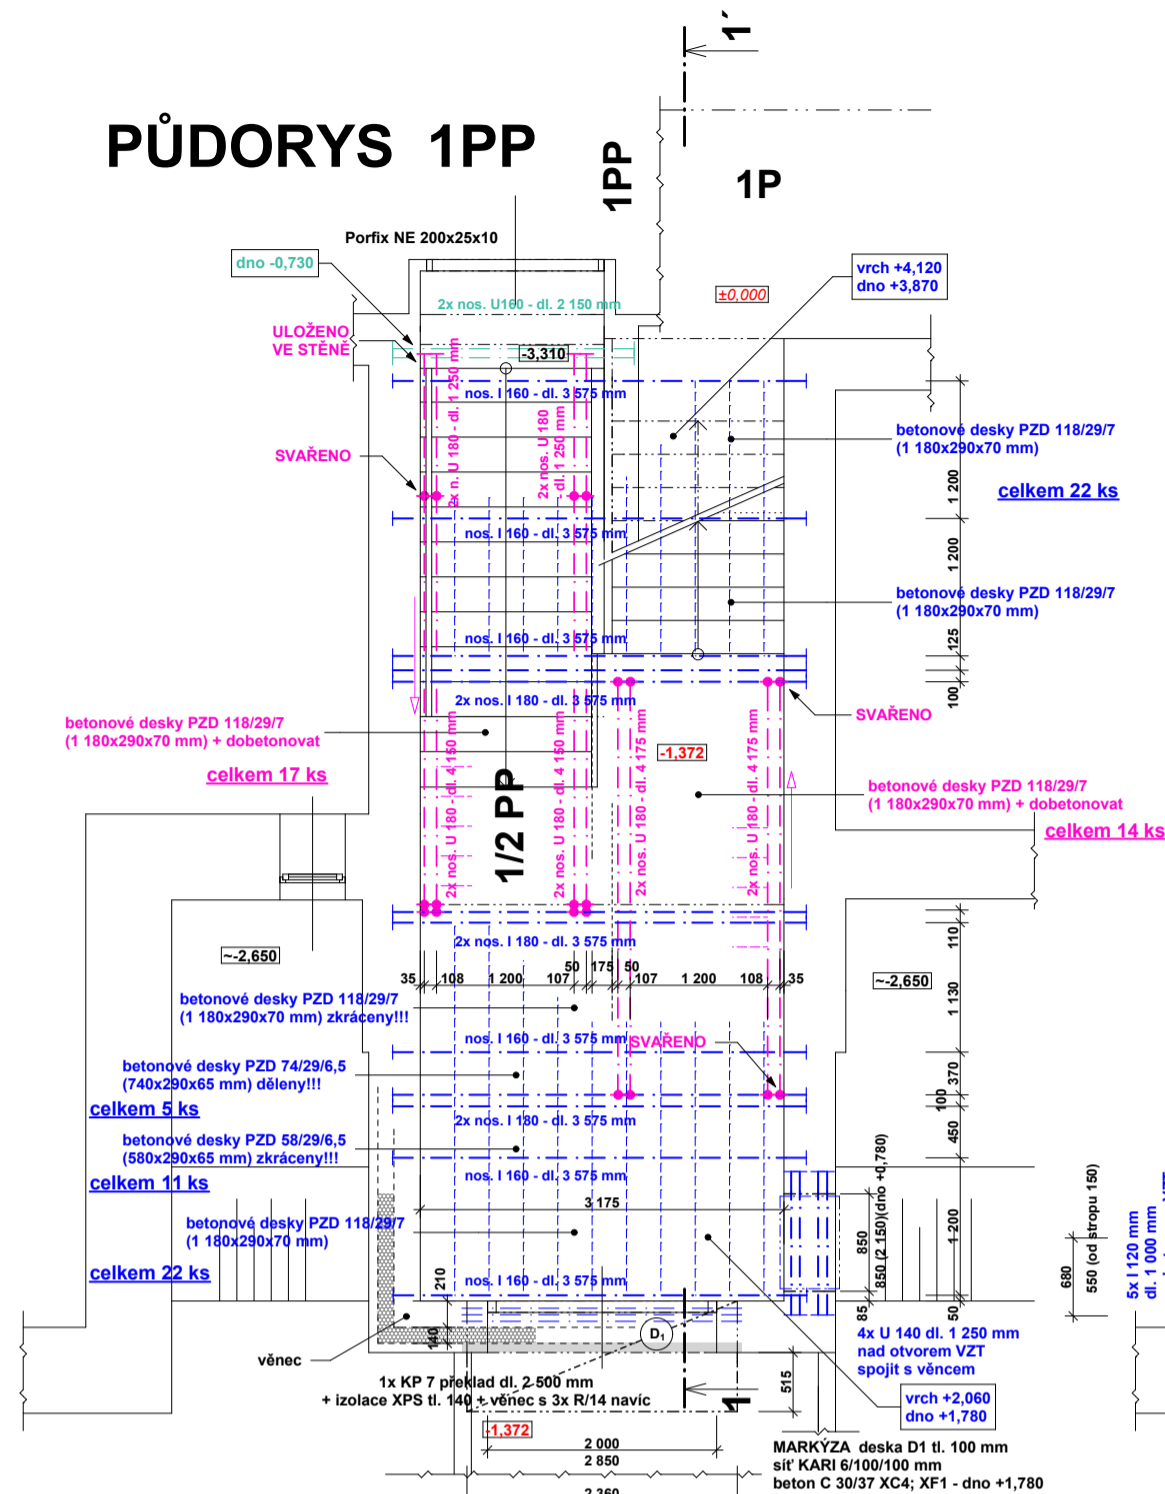 1´
PŮDORYS 1PP
1PP
1P
Porfix NE 200x25x10
dno -0,730
vrch +4,120
dno +3,870
±0,000
2x nos. U160 - dl. 2 150 mm
ULOŽENO
VE STĚNĚ
-3,310
nos. I 160 - dl. 3 575 mm
2x n. U 180 - dl. 1 250 mm
2x nos. U 180
- dl. 1 250 mm
betonové desky PZD 118/29/7
(1 180x290x70 mm)
SVAŘENO
celkem 22 ks
1 200
nos. I 160 - dl. 3 575 mm
1 200
betonové desky PZD 118/29/7
(1 180x290x70 mm)
nos. I 160 - dl. 3 575 mm
125
100
2x nos. I 180 - dl. 3 575 mm
SVAŘENO
betonové desky PZD 118/29/7
(1 180x290x70 mm) + dobetonovat
celkem 17 ks
-1,372
2x nos. U 180 - dl. 4 150 mm
2x nos. U 180 - dl. 4 150 mm
2x nos. U 180 - dl. 4 175 mm
2x nos. U 180 - dl. 4 175 mm
1/2 PP
betonové desky PZD 118/29/7
(1 180x290x70 mm) + dobetonovat
celkem 14 ks
2x nos. I 180 - dl. 3 575 mm
110
~-2,650
~-2,650
35 108 1 200 107 50 175 50 107 1 200 108 35
1 130
betonové desky PZD 118/29/7
(1 180x290x70 mm) zkráceny!!!
nos. I 160 - dl. 3 575 mm
SVAŘENO
betonové desky PZD 74/29/6,5
(740x290x65 mm) děleny!!!
370
100
celkem 5 ks
2x nos. I 180 - dl. 3 575 mm
450
betonové desky PZD 58/29/6,5
(580x290x65 mm) zkráceny!!!
celkem 11 ks
nos. I 160 - dl. 3 575 mm
3 175
betonové desky PZD 118/29/7
(1 180x290x70 mm)
celkem 22 ks
850
850 (2 150)(dno +0,780)
1 200
680
550 (od stropu 150)
5x I 120 mm
dl. 1 000 mm
nos. I 160 - dl. 3 575 mm
210
140
85
50
D₁
věnec
4x U 140 dl. 1 250 mm
nad otvorem VZT
spojit s věncem
1x KP 7 překlad dl. 2 500 mm
+ izolace XPS tl. 140 + věnec s 3x R/14 navíc
515
1
vrch +2,060
dno +1,780
-1,372
2 000
2 850
2 360
MARKÝZA deska D1 tl. 100 mm
síť KARI 6/100/100 mm
beton C 30/37 XC4; XF1 - dno +1,780